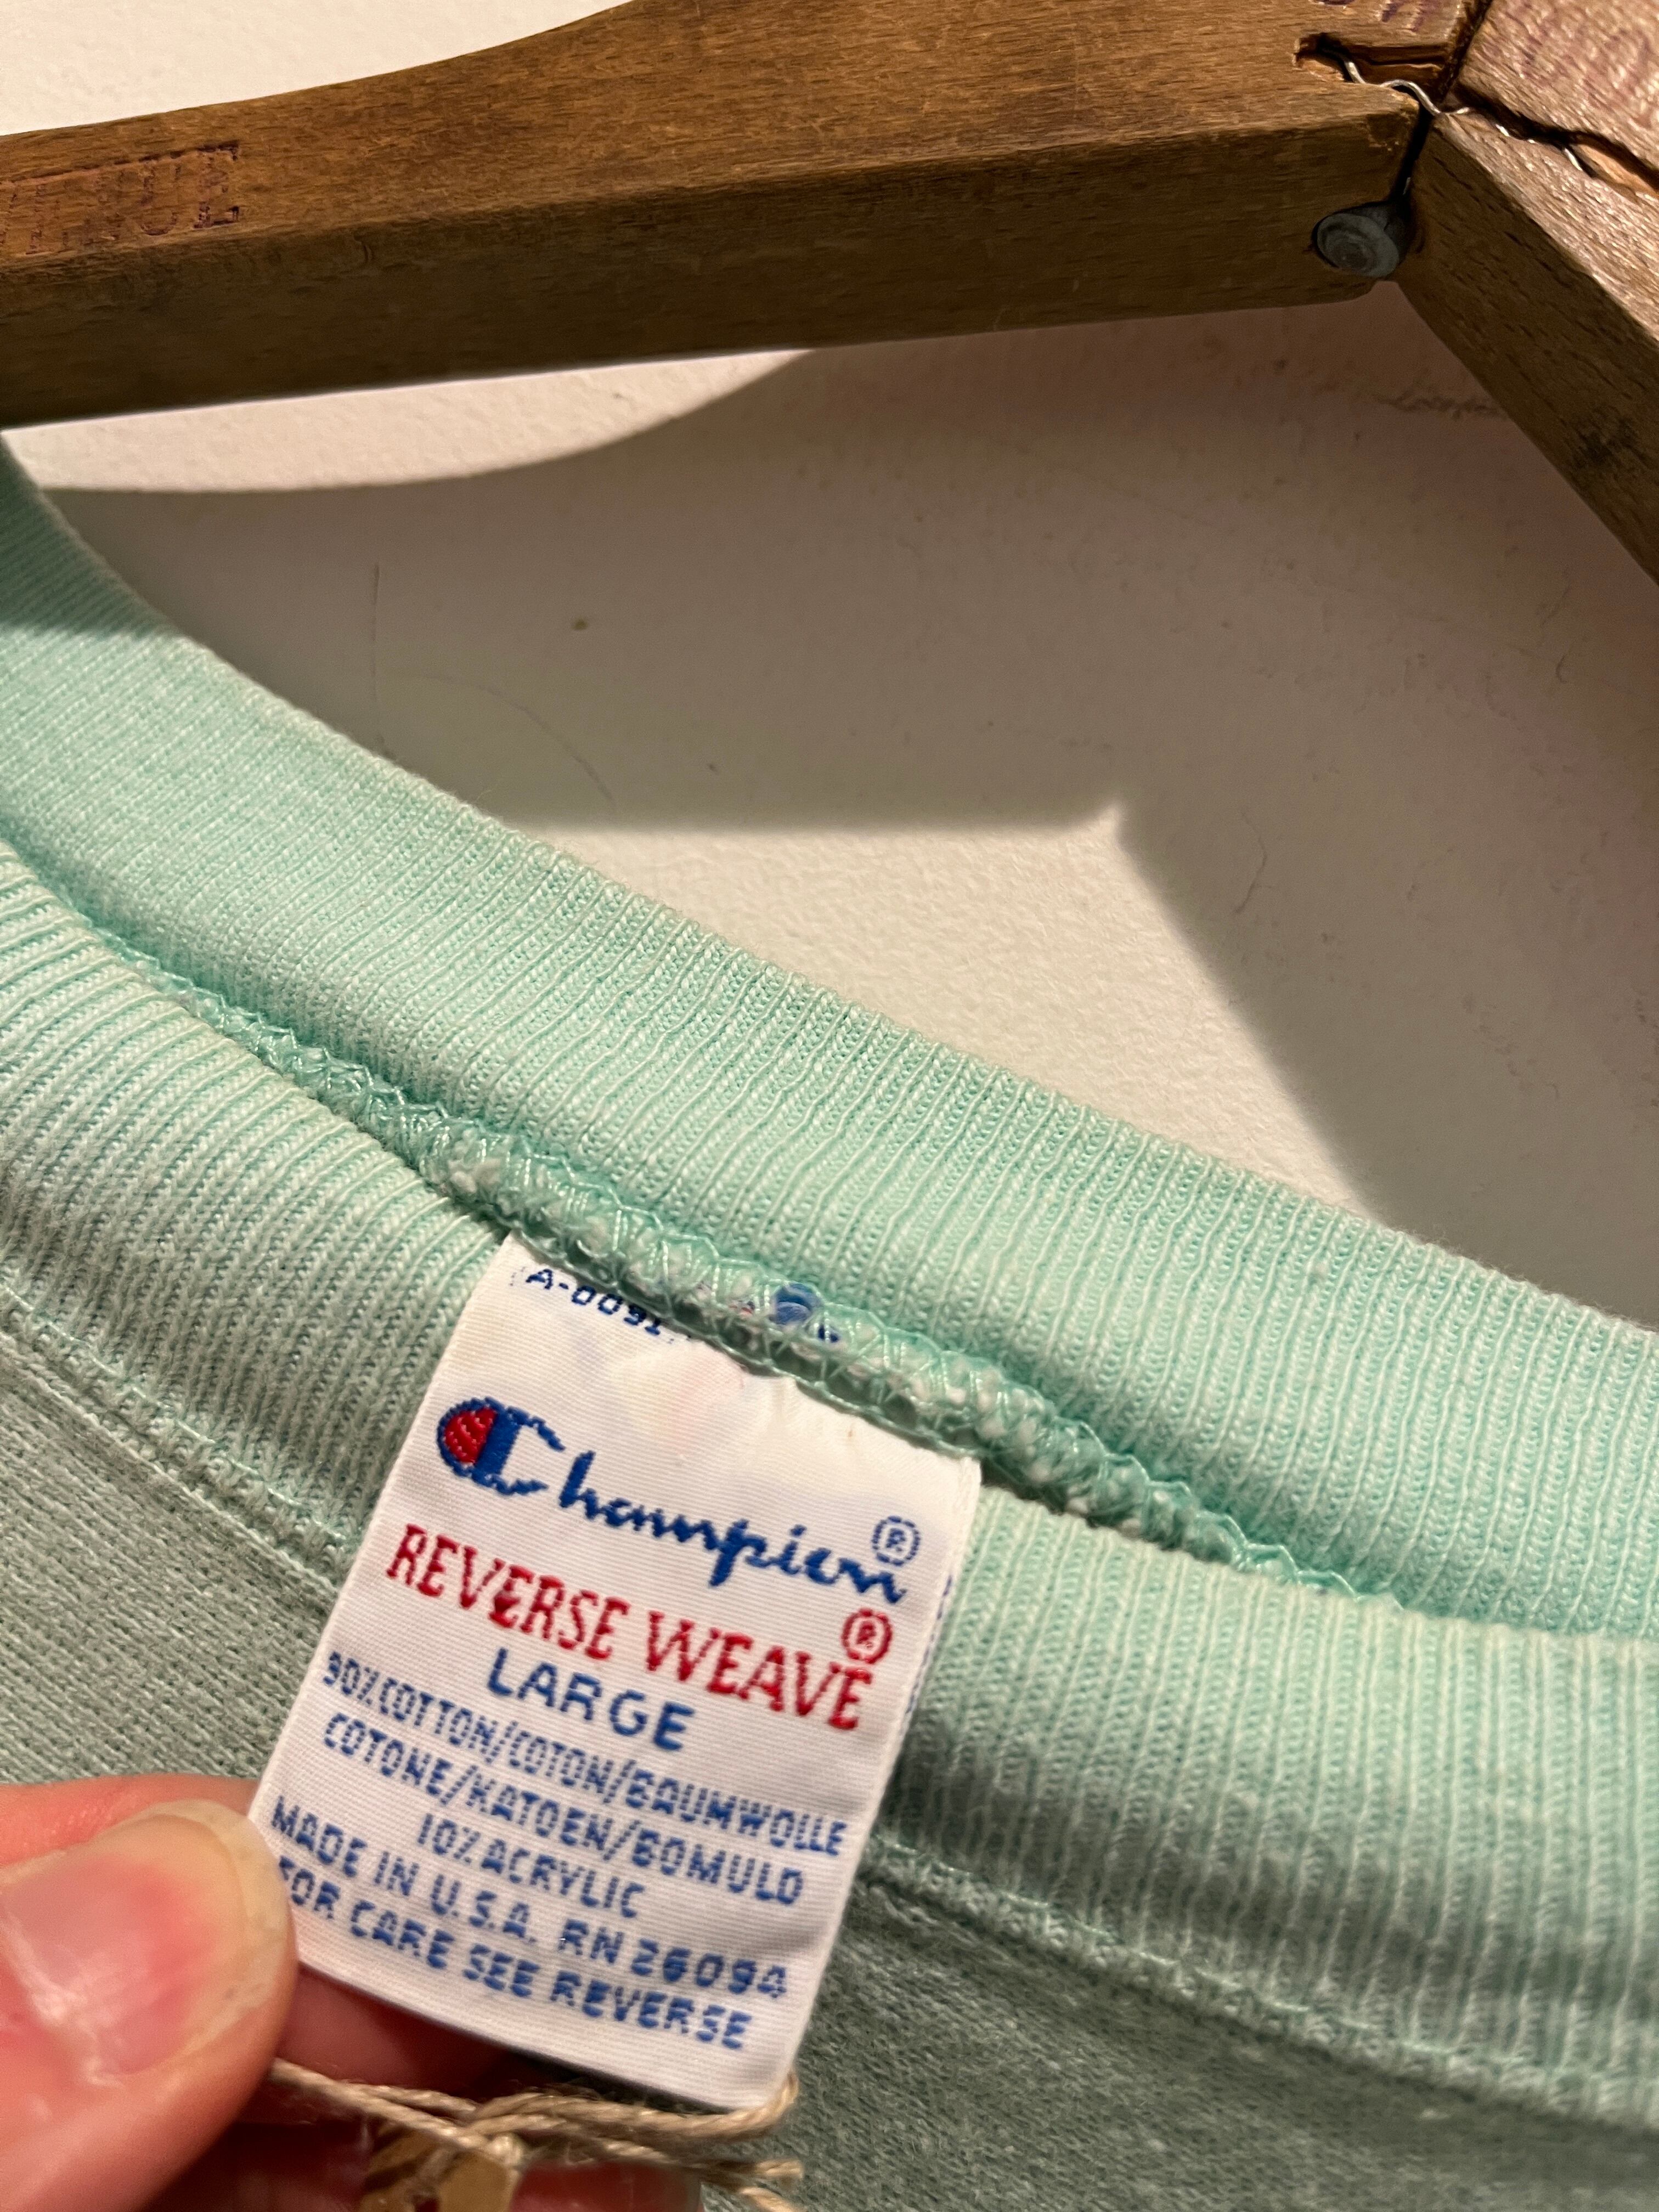 A-0091
Champion®
REVERSE WEAVE®
LARGE
90% COTTON/COTON/BAUMWOLLE
COTONE/KATOEN/BOMULD
10% ACRYLIC
MADE IN U.S.A. RN 26094
FOR CARE SEE REVERSE